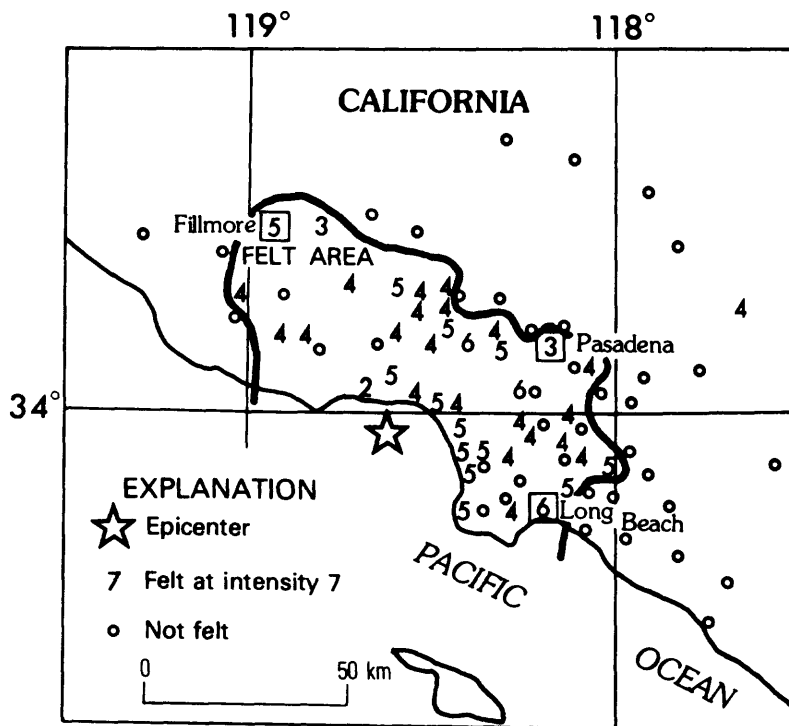 119° 118°
CALIFORNIA
Fillmore 5 3
FELT AREA
4 4 5 4 4
4 4
4 4 4 4 5 6 4 5 3 Pasadena
4
2 5 4 5 4 6
34°
5 4 4 4
5 5 4 4 4
5 5
5 4 5 6 Long Beach
EXPLANATION
Epicenter
7 Felt at intensity 7
Not felt
0 50 km
PACIFIC
OCEAN